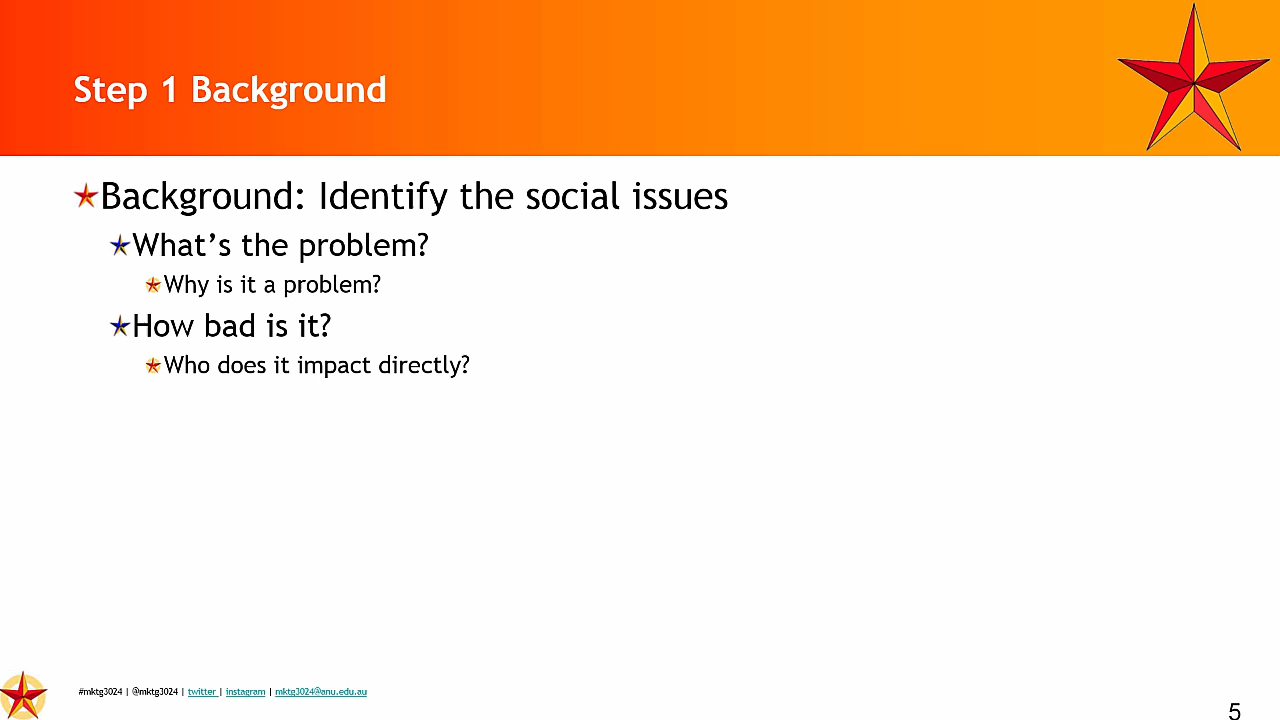 Step 1 Background
Background: Identify the social issues
What’s the problem?
Why is it a problem?
How bad is it?
Who does it impact directly?
#mktg3024 | @mktg3024 | twitter | instagram | mktg3024@anu.edu.au
5